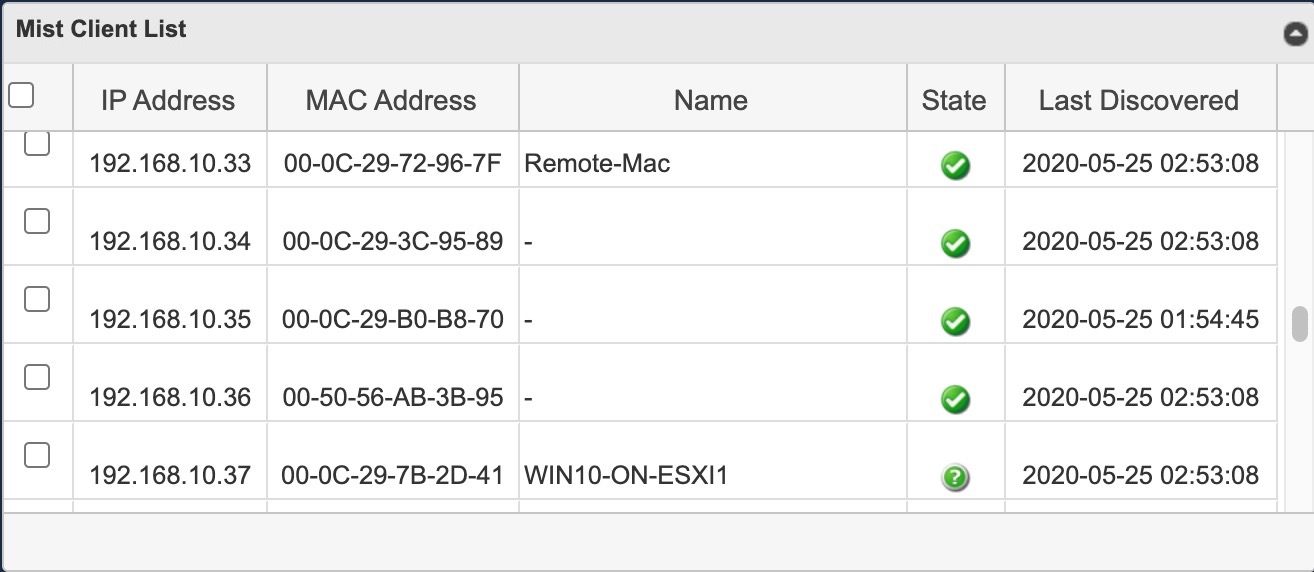 Mist Client List
IP Address MAC Address Name State Last Discovered
192.168.10.33 00-0C-29-72-96-7F Remote-Mac 2020-05-25 02:53:08
192.168.10.34 00-0C-29-3C-95-89 - 2020-05-25 02:53:08
192.168.10.35 00-0C-29-B0-B8-70 - 2020-05-25 01:54:45
192.168.10.36 00-50-56-AB-3B-95 - 2020-05-25 02:53:08
192.168.10.37 00-0C-29-7B-2D-41 WIN10-ON-ESXI1 ? 2020-05-25 02:53:08